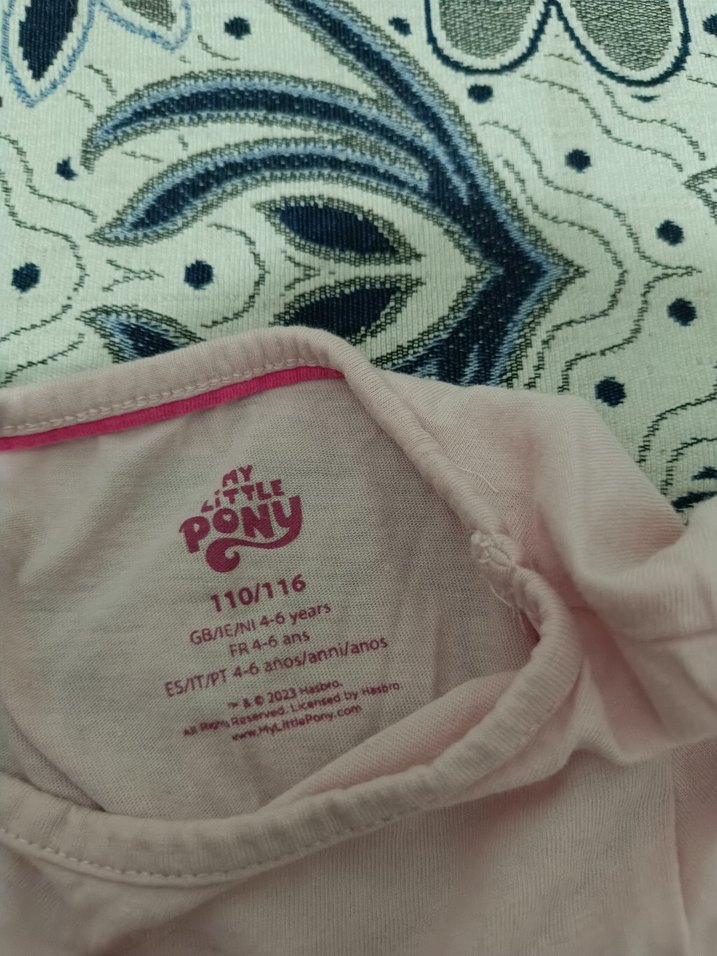 MY
LiTTLE
PONY
110/116
GB/IE/NI 4-6 years
FR 4-6 ans
ES/IT/PT 4-6 años/anni/anos
™ & © 2023 Hasbro.
All Rights Reserved. Licensed by Hasbro.
www.MyLittlePony.com